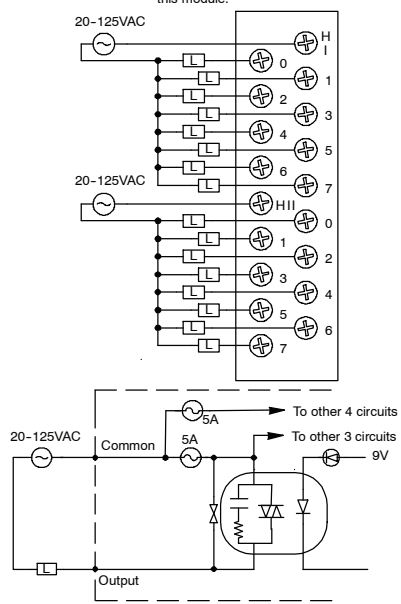 this module.
20-125VAC
H
I
L 0
L 1
L 2
L 3
L 4
L 5
L 6
20-125VAC
L 7
HII
L 0
L 1
L 2
L 3
L 4
L 5
L 6
L 7
5A To other 4 circuits
20-125VAC Common 5A To other 3 circuits
9V
L
Output